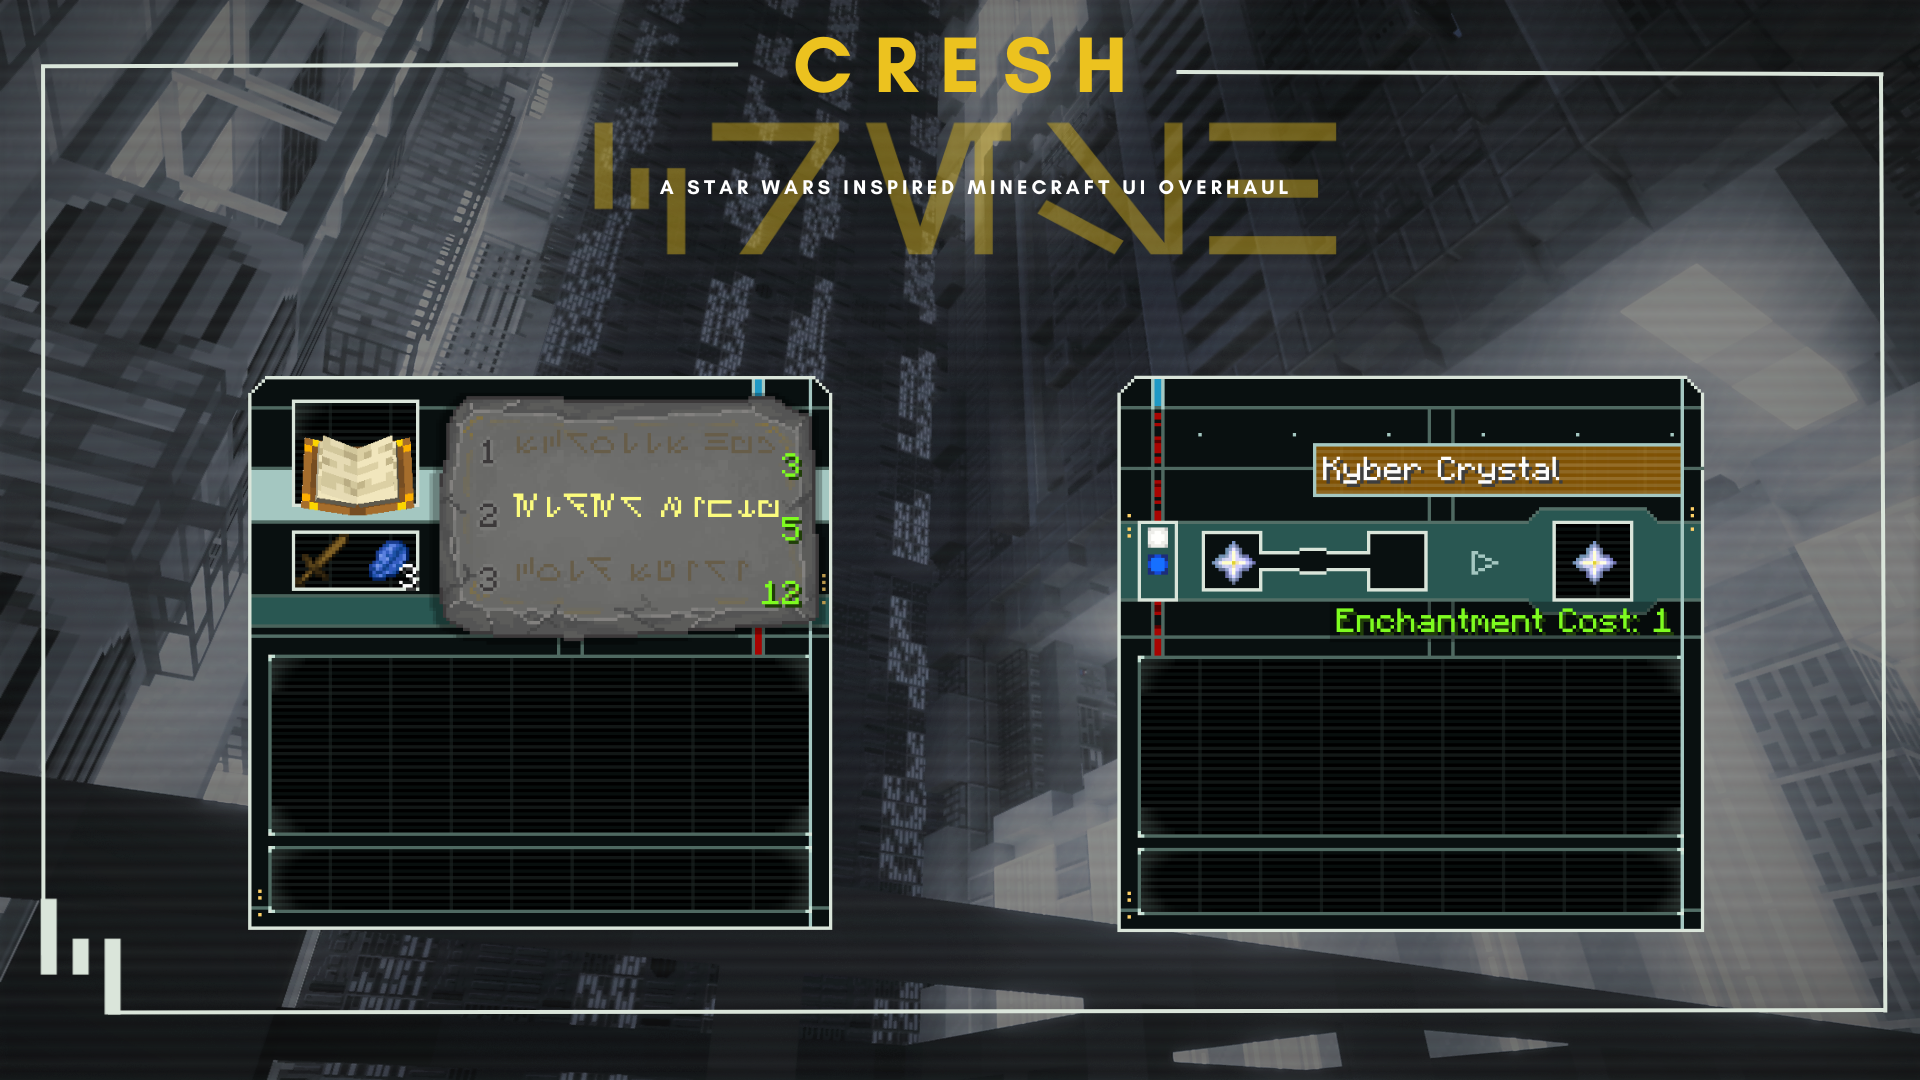 CRESH
A STAR WARS INSPIRED MINECRAFT UI OVERHAUL
1
3
2
5
3
12
3
Kyber Crystal
Enchantment Cost: 1